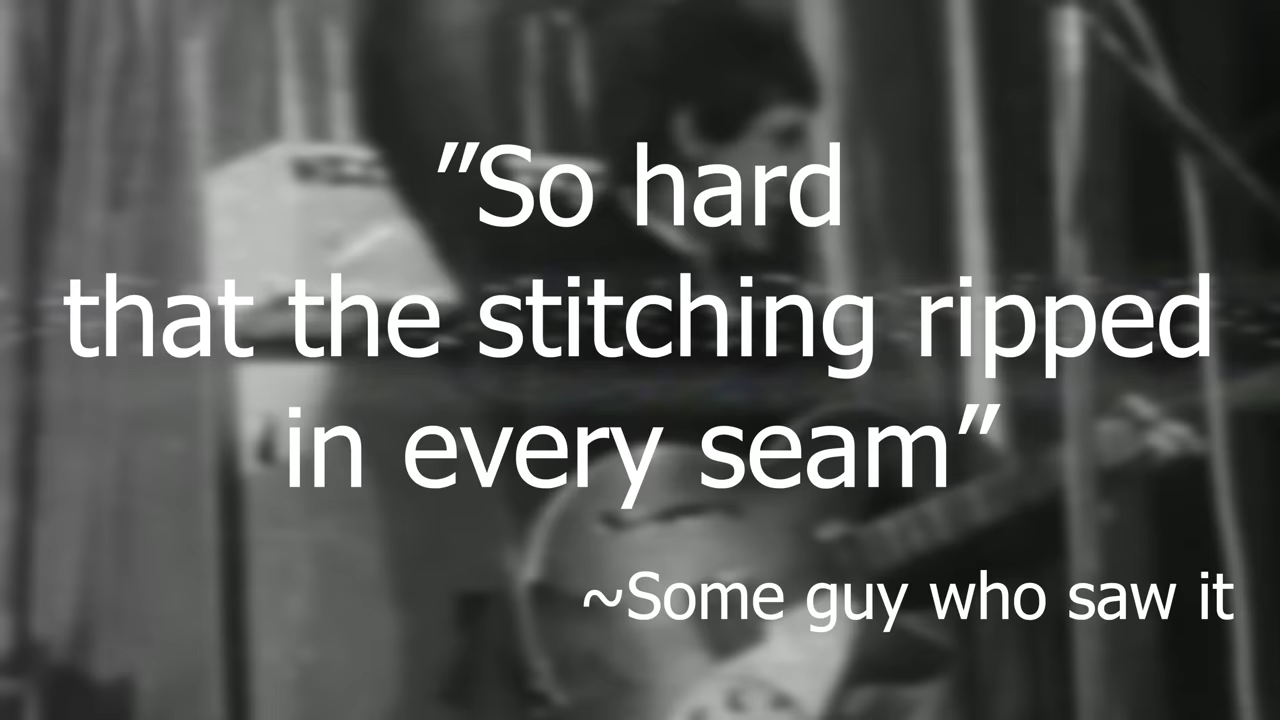 "So hard
that the stitching ripped
in every seam"
~Some guy who saw it